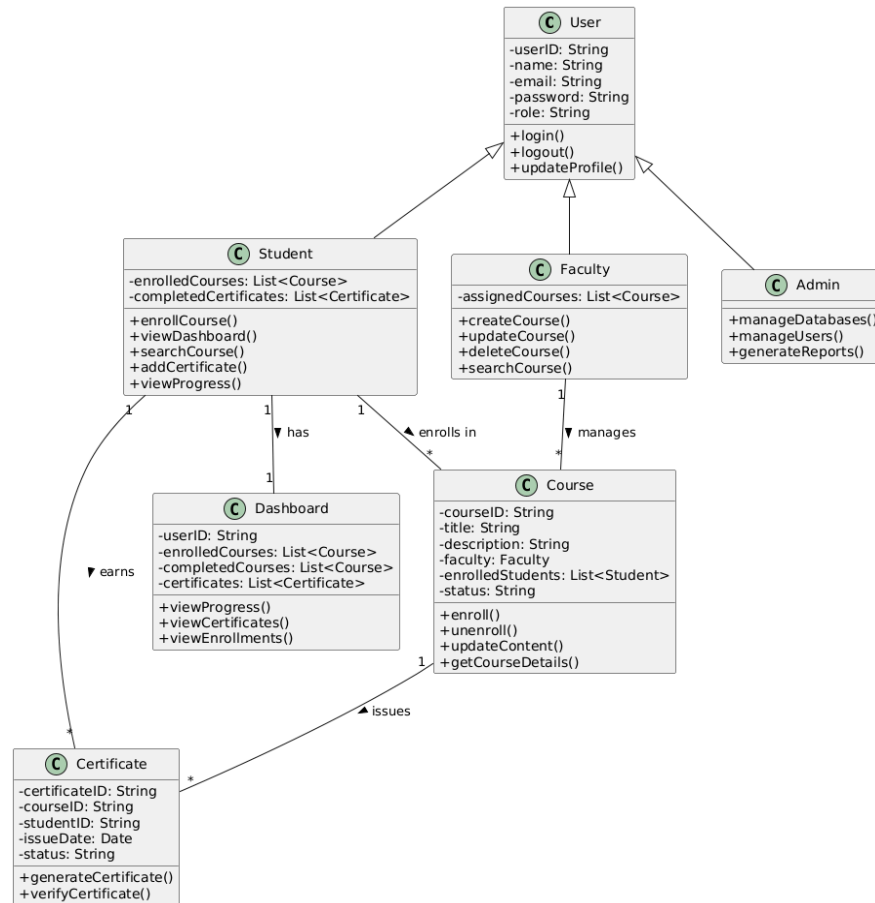 C User
-userID: String
-name: String
-email: String
-password: String
-role: String
+login()
+logout()
+updateProfile()
C Student
-enrolledCourses: List<Course>
-completedCertificates: List<Certificate>
+enrollCourse()
+viewDashboard()
+searchCourse()
+addCertificate()
+viewProgress()
C Faculty
-assignedCourses: List<Course>
+createCourse()
+updateCourse()
+deleteCourse()
+searchCourse()
C Admin
+manageDatabases()
+manageUsers()
+generateReports()
1
1
1
1
has
enrolls in
manages
1
*
*
C Dashboard
-userID: String
-enrolledCourses: List<Course>
-completedCourses: List<Course>
-certificates: List<Certificate>
+viewProgress()
+viewCertificates()
+viewEnrollments()
C Course
-courseID: String
-title: String
-description: String
-faculty: Faculty
-enrolledStudents: List<Student>
-status: String
+enroll()
+unenroll()
+updateContent()
+getCourseDetails()
earns
1
issues
*
*
C Certificate
-certificateID: String
-courseID: String
-studentID: String
-issueDate: Date
-status: String
+generateCertificate()
+verifyCertificate()